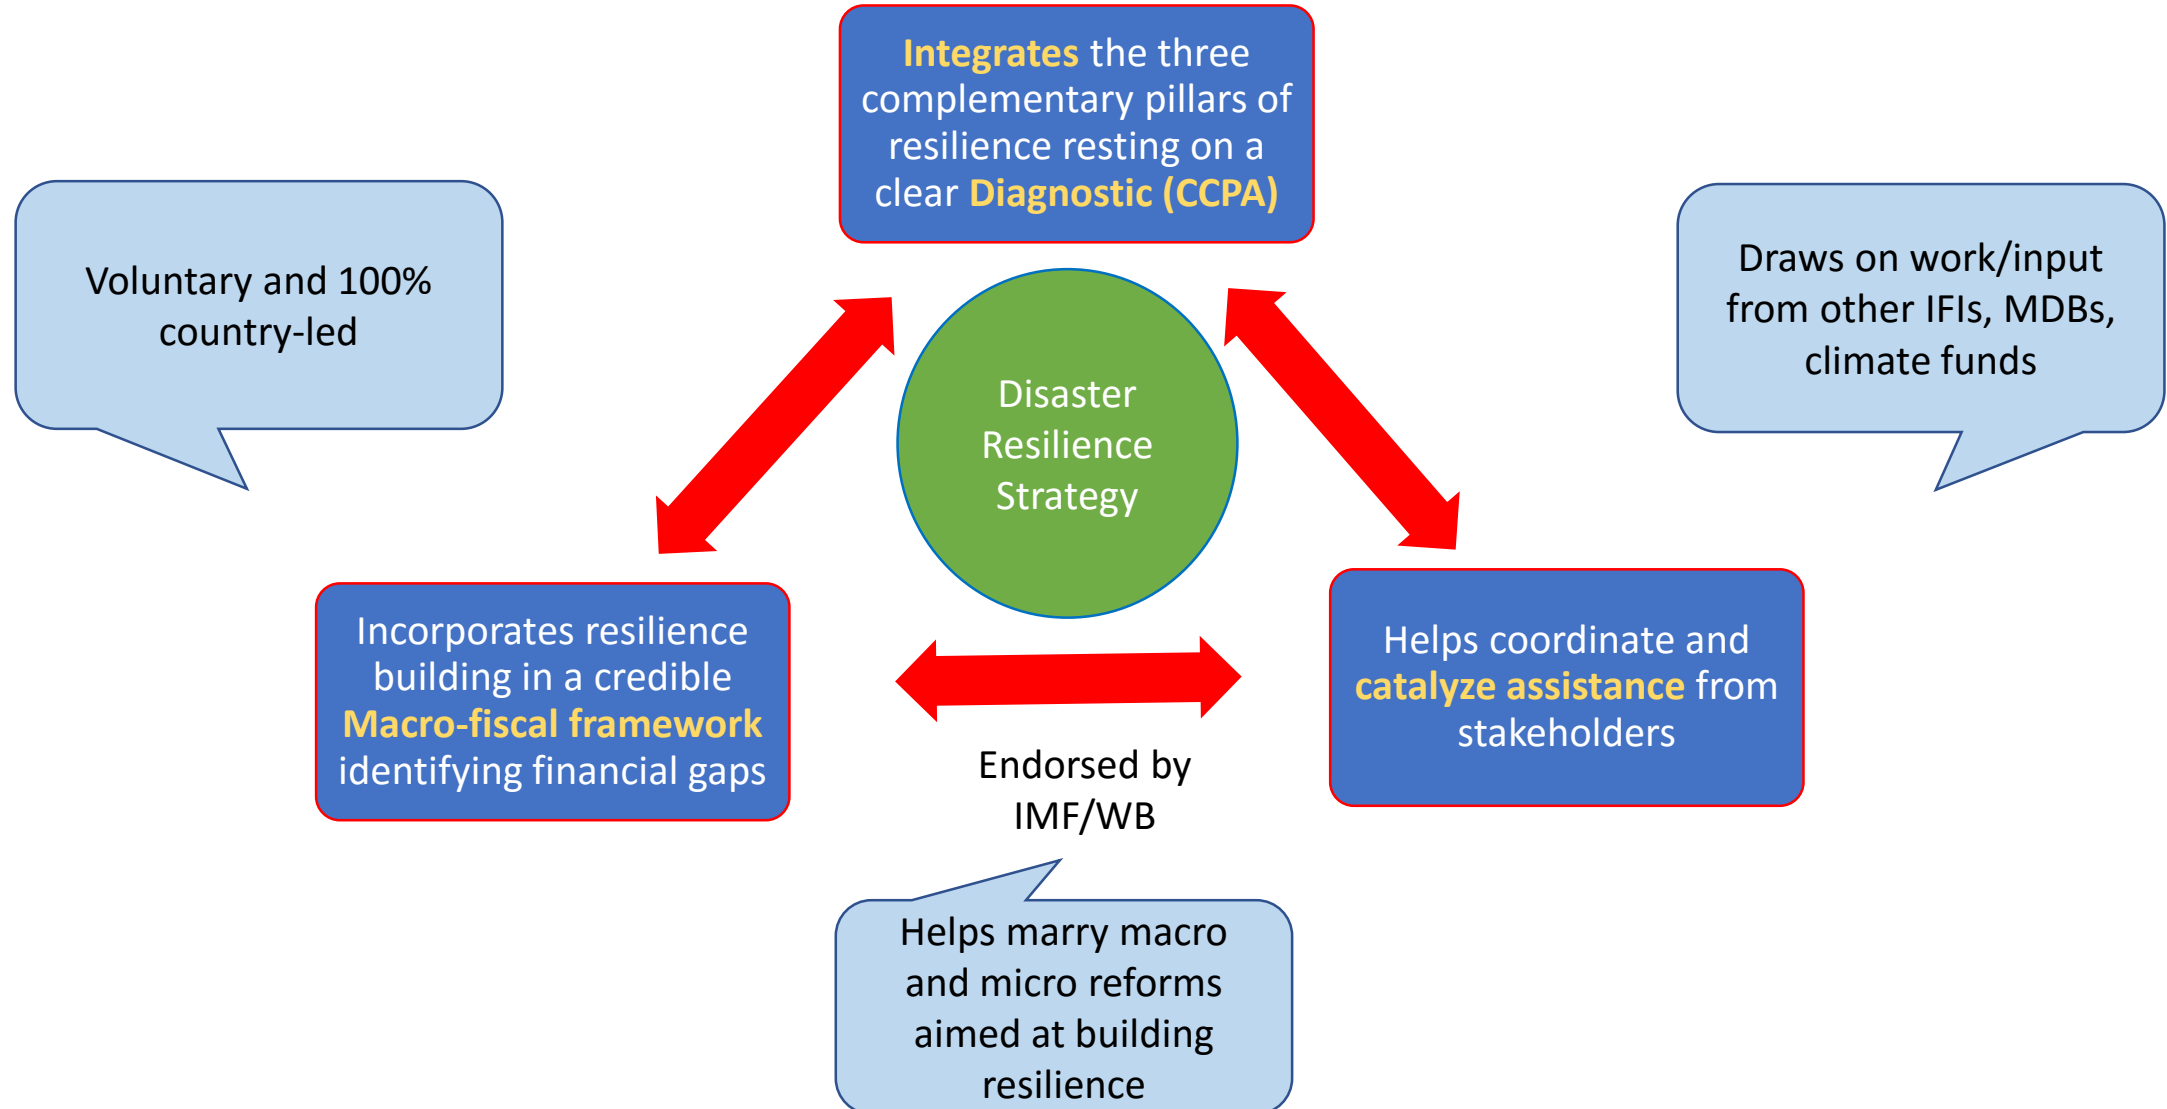 Integrates the three
complementary pillars of
resilience resting on a
clear Diagnostic (CCPA)
Voluntary and 100%
country-led
Draws on work/input
from other IFIs, MDBs,
climate funds
Disaster
Resilience
Strategy
Incorporates resilience
building in a credible
Macro-fiscal framework
identifying financial gaps
Helps coordinate and
catalyze assistance from
stakeholders
Endorsed by
IMF/WB
Helps marry macro
and micro reforms
aimed at building
resilience